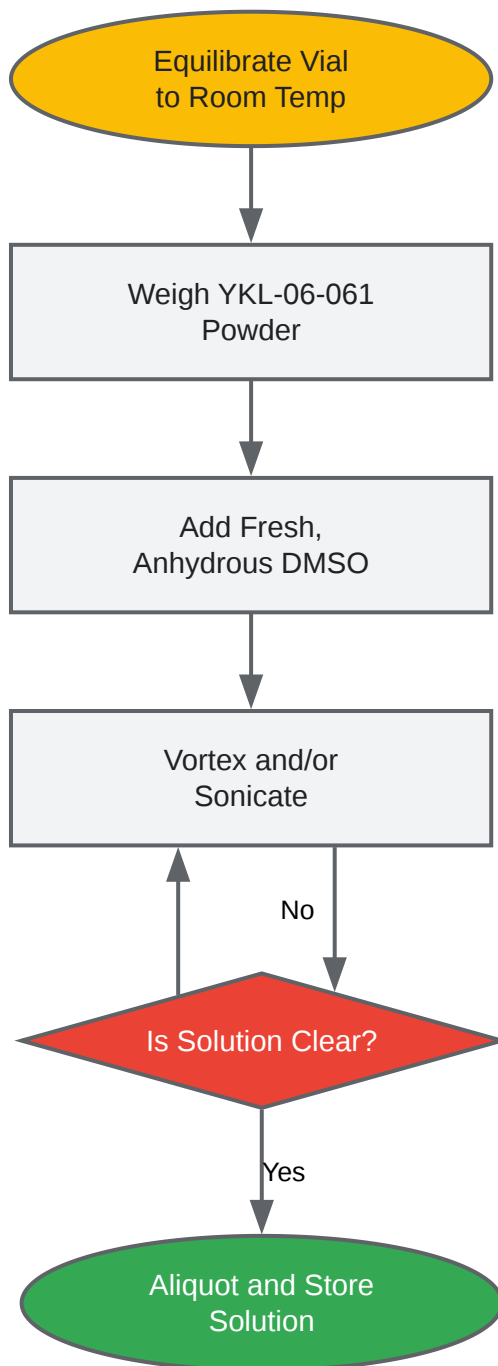 Equilibrate Vial
to Room Temp
Weigh YKL-06-061
Powder
Add Fresh,
Anhydrous DMSO
Vortex and/or
Sonicate
No
Is Solution Clear?
Yes
Aliquot and Store
Solution